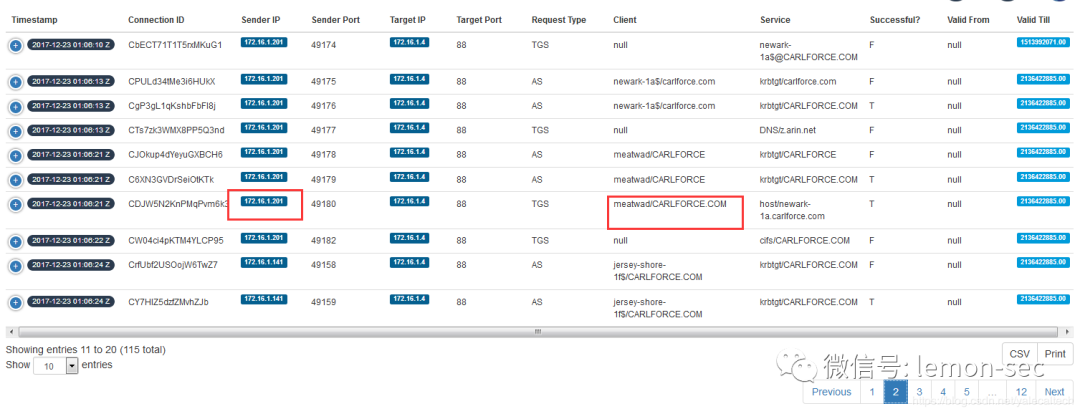 Timestamp Connection ID Sender IP Sender Port Target IP Target Port Request Type Client Service Successful? Valid From Valid Till
2017-12-23 01:06:10 Z CbECT71T1T5rxMKuG1 172.16.1.201 49174 172.16.1.4 88 TGS null newark- F null 1513392071.00
1a$@CARLFORCE.COM
2017-12-23 01:06:13 Z CPULd34tMe3i6HUkX 172.16.1.201 49175 172.16.1.4 88 AS newark-1a$/carlforce.com krbtgt/carlforce.com F null 2136422885.00
2017-12-23 01:06:13 Z CgP3gL1qKshbFbFI8j 172.16.1.201 49176 172.16.1.4 88 AS newark-1a$/carlforce.com krbtgt/CARLFORCE.COM T null 2136422885.00
2017-12-23 01:06:13 Z CTs7zk3WMX8PP5Q3nd 172.16.1.201 49177 172.16.1.4 88 TGS null DNS/z.arin.net F null 2136422885.00
2017-12-23 01:06:21 Z CJOkup4dYeyuGXBCH6 172.16.1.201 49178 172.16.1.4 88 AS meatwad/CARLFORCE krbtgt/CARLFORCE F null 2136422885.00
2017-12-23 01:06:21 Z C6XN3GVDrSeiOtKTk 172.16.1.201 49179 172.16.1.4 88 AS meatwad/CARLFORCE krbtgt/CARLFORCE.COM T null 2136422885.00
2017-12-23 01:06:21 Z CDJW5N2KnPMqPvm6k3 172.16.1.201 49180 172.16.1.4 88 TGS meatwad/CARLFORCE.COM host/newark- T null 2136422885.00
1a.carlforce.com
2017-12-23 01:06:22 Z CW04ci4pKTM4YLCP95 172.16.1.201 49182 172.16.1.4 88 TGS null cifs/CARLFORCE.COM F null 2136422885.00
2017-12-23 01:06:24 Z CrfUbf2USOojW6TwZ7 172.16.1.141 49158 172.16.1.4 88 AS jersey-shore- krbtgt/CARLFORCE.COM F null 2136422885.00
1f$/CARLFORCE.COM
2017-12-23 01:06:24 Z CY7HIZ5dzfZMvhZJb 172.16.1.141 49159 172.16.1.4 88 AS jersey-shore- krbtgt/CARLFORCE.COM T null 2136422885.00
1f$/CARLFORCE.COM
Showing entries 11 to 20 (115 total)
Show 10 entries
CSV Print
微信号: lemon-sec
Previous 1 2 3 4 5 ... 12 Next